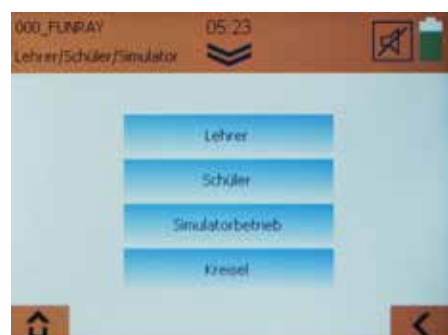 000_FUNRAY 05:23
Lehrer/Schüler/Simulator
Lehrer
Schüler
Simulatorbetrieb
Kreisel